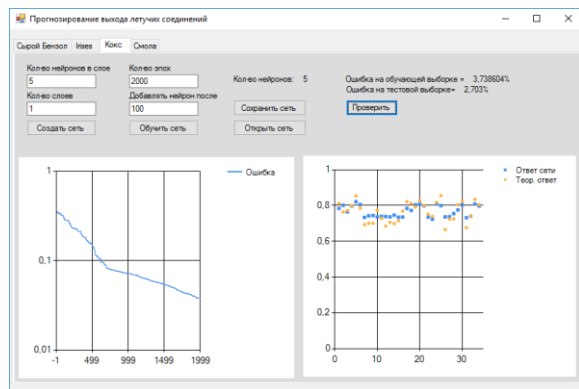 Прогнозирование выхода летучих соединений
Сырой Бензол Irises Кокс Смола
Кол-во нейронов в слое Кол-во эпох
5 2000 Кол-во нейронов: 5 Ошибка на обучающей выборке = 3,738604%
Ошибка на тестовой выборке= 2,703%
Кол-во слоев Добавлять нейрон после
1 100 Сохранить сеть Проверить
Создать сеть Обучить сеть Открыть сеть
Ошибка
1
0,1
0,01
-1 499 999 1499 1999
Ответ сети
Теор. ответ
1
0,8
0,6
0,4
0,2
0
0 10 20 30